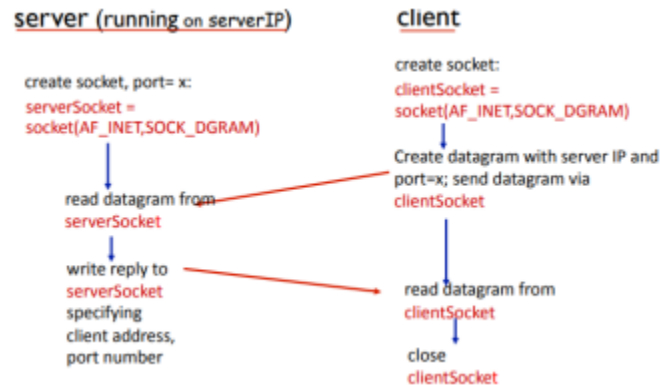 server (running on serverIP)
create socket, port= x:
serverSocket =
socket(AF_INET,SOCK_DGRAM)
read datagram from
serverSocket
write reply to
serverSocket
specifying
client address,
port number
client
create socket:
clientSocket =
socket(AF_INET,SOCK_DGRAM)
Create datagram with server IP and
port=x; send datagram via
clientSocket
read datagram from
clientSocket
close
clientSocket